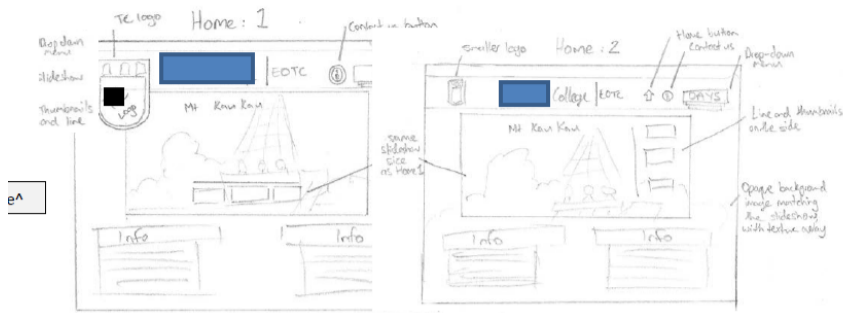 TC logo
Home: 1
Contact us button
Drop down
menu
slideshow
Thumbnails
and line
Logo
EOTC
Mt Kau Kau
same
slideshow
size
as Home 1
Info
Info
e^
Home: 2
smaller logo
Home button
Contact us
Drop-down
menu
College | EOTC
DAYS
Mt Kau Kau
Line and thumbnails
on the side
Opaque background
image matching
the slideshow
with texture overlay
Info
Info